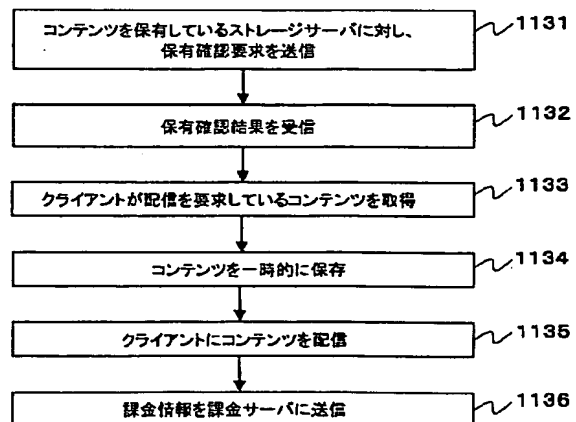 コンテンツを保有しているストレージサーバに対し、
保有確認要求を送信
1131
保有確認結果を受信
1132
クライアントが配信を要求しているコンテンツを取得
1133
コンテンツを一時的に保存
1134
クライアントにコンテンツを配信
1135
課金情報を課金サーバに送信
1136